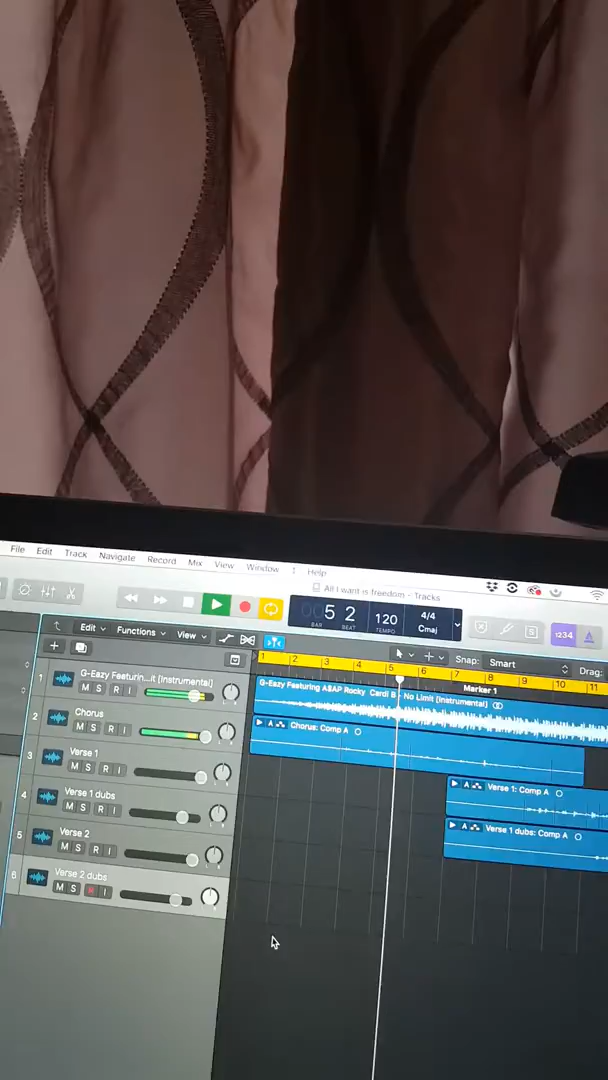 File Edit Track Navigate Record Mix View Window 1 Help
All I want is freedom - Tracks
5 2 120 4/4 Cmaj
BAR BEAT TEMPO
S 1234
Edit Functions View Snap: Smart Drag:
1 2 3 4 5 6 7 8 9 10 11
Marker 1
1 G-Eazy Featurin...it [Instrumental]
M S R I
G-Eazy Featuring A$AP Rocky Cardi B - No Limit [Instrumental]
2 Chorus
M S R I
Chorus: Comp A
3 Verse 1
M S R I
A Verse 1: Comp A
4 Verse 1 dubs
M S R I
A Verse 1 dubs: Comp A
5 Verse 2
M S R I
6 Verse 2 dubs
M S R I